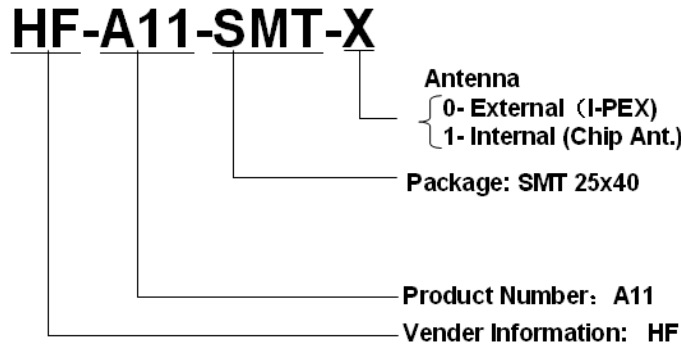 HF-A11-SMT-X
Antenna
0- External（I-PEX)
1- Internal (Chip Ant.)
Package: SMT 25x40
Product Number：A11
Vender Information: HF